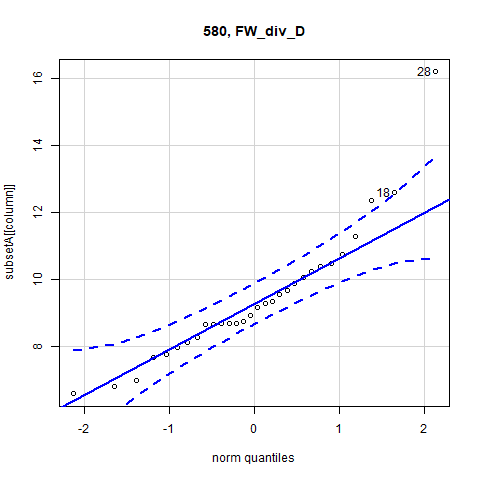 580, FW_div_D
subsetA[[column]]
16
14
12
10
8
28
18
-2 -1 0 1 2
norm quantiles